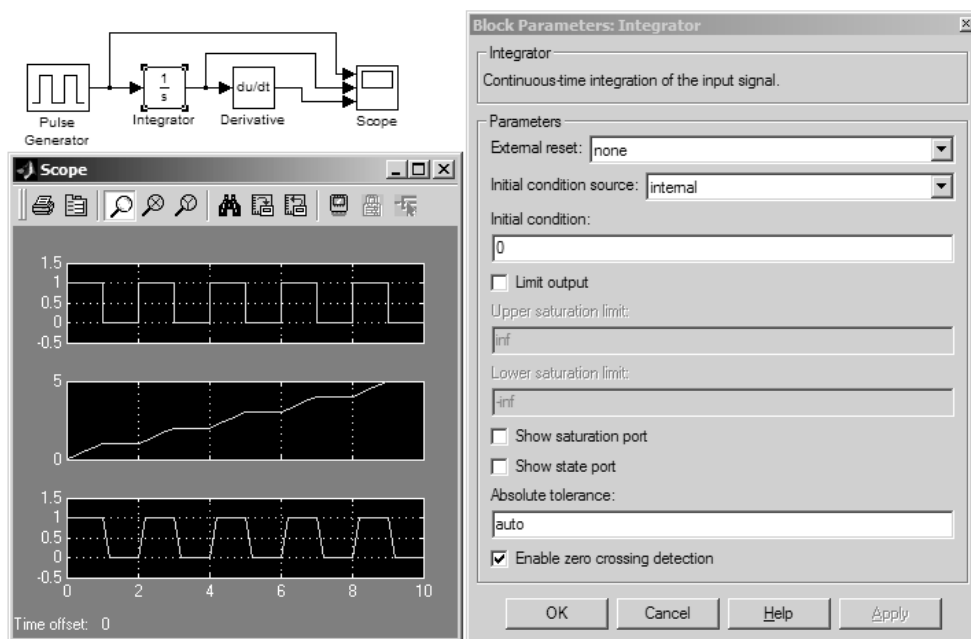 Pulse
Generator
1
s
Integrator
du/dt
Derivative
Scope
Scope
1.5
1
0.5
0
-0.5
5
0
1.5
1
0.5
0
-0.5
0 2 4 6 8 10
Time offset: 0
Block Parameters: Integrator
Integrator
Continuous-time integration of the input signal.
Parameters
External reset: none
Initial condition source: internal
Initial condition:
0
Limit output
Upper saturation limit:
inf
Lower saturation limit:
-inf
Show saturation port
Show state port
Absolute tolerance:
auto
Enable zero crossing detection
OK Cancel Help Apply